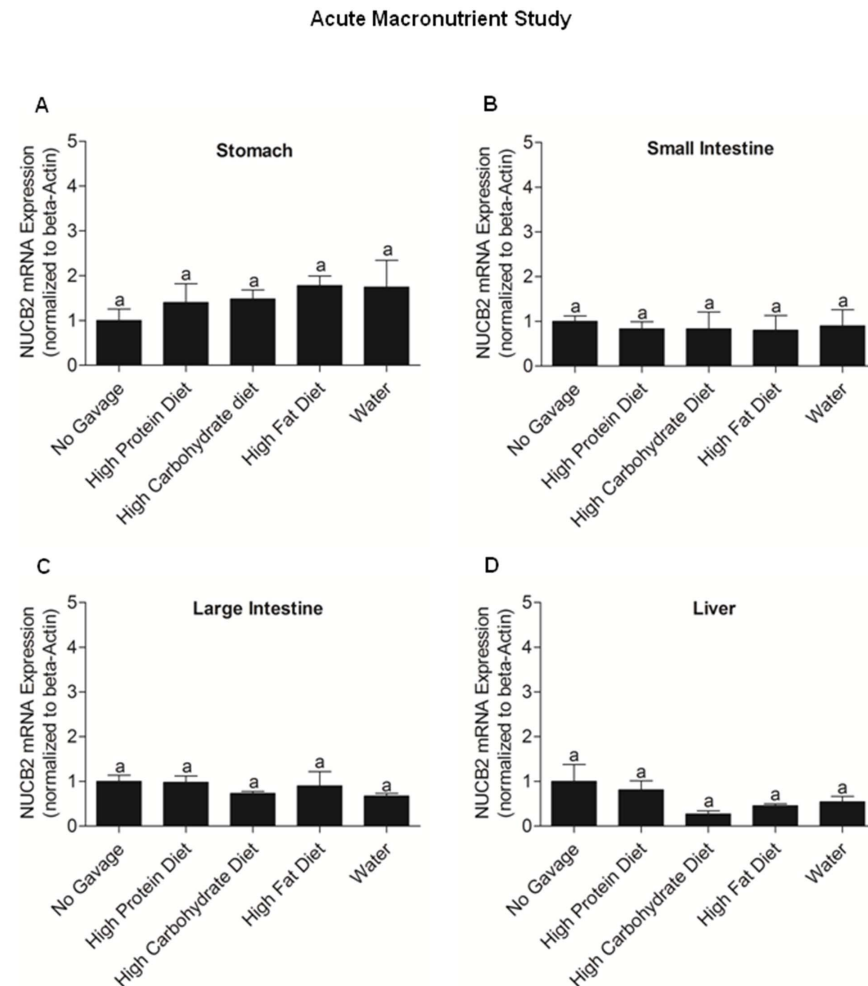 Acute Macronutrient Study
A
NUCB2 mRNA Expression
(normalized to beta-Actin)
5
4
3
2
1
0
Stomach
a
a
a
a
a
No Gavage
High Protein Diet
High Carbohydrate diet
High Fat Diet
Water
B
NUCB2 mRNA Expression
(normalized to beta-Actin)
5
4
3
2
1
0
Small Intestine
a
a
a
a
a
No Gavage
High Protein Diet
High Carbohydrate Diet
High Fat Diet
Water
C
NUCB2 mRNA Expression
(normalized to beta-Actin)
5
4
3
2
1
0
Large Intestine
a
a
a
a
a
No Gavage
High Protein Diet
High Carbohydrate Diet
High Fat Diet
Water
D
NUCB2 mRNA Expression
(normalized to beta-Actin)
5
4
3
2
1
0
Liver
a
a
a
a
a
No Gavage
High Protein Diet
High Carbohydrate Diet
High Fat Diet
Water